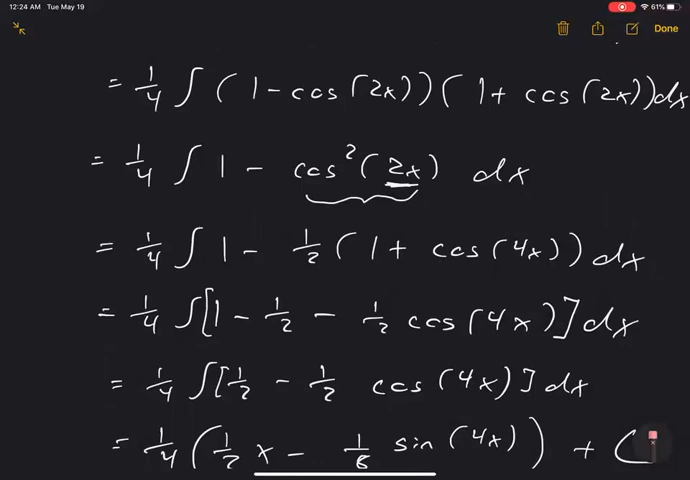 12:24 AM Tue May 19 61%
Done
= 1/4 ∫ (1 - cos(2x)) (1 + cos(2x)) dx
= 1/4 ∫ 1 - cos²(2x) dx
= 1/4 ∫ 1 - 1/2 (1 + cos(4x)) dx
= 1/4 ∫ [1 - 1/2 - 1/2 cos(4x)] dx
= 1/4 ∫ [1/2 - 1/2 cos(4x)] dx
= 1/4 (1/2 x - 1/8 sin(4x)) + C